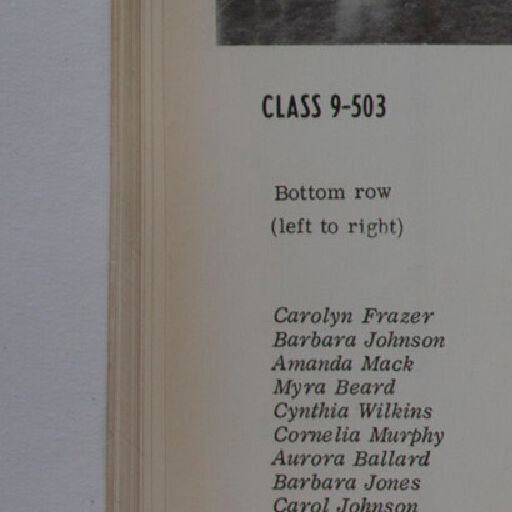 CLASS 9-503
Bottom row
(left to right)
Carolyn Frazer
Barbara Johnson
Amanda Mack
Myra Beard
Cynthia Wilkins
Cornelia Murphy
Aurora Ballard
Barbara Jones
Carol Johnson